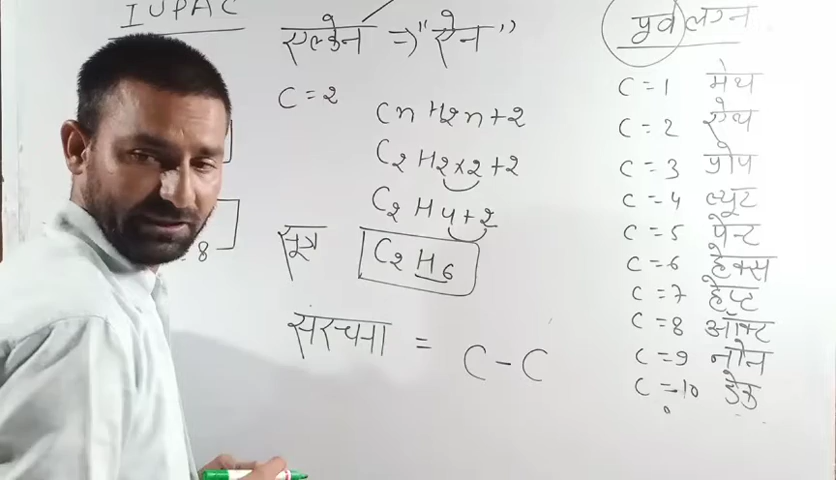 IUPAC
एल्केन => "ऐन"
C = 2
CnH2n+2
C2H2×2+2
C2H4+2
सूत्र C2H6
8
संरचना = C - C
पूर्वलग्न
C = 1 मेथ
C = 2 ऐथ
C = 3 प्रोप
C = 4 ब्यूट
C = 5 पेन्ट
C = 6 हेक्स
C = 7 हेप्ट
C = 8 ऑक्ट
C = 9 नोन
C = 10 डेक